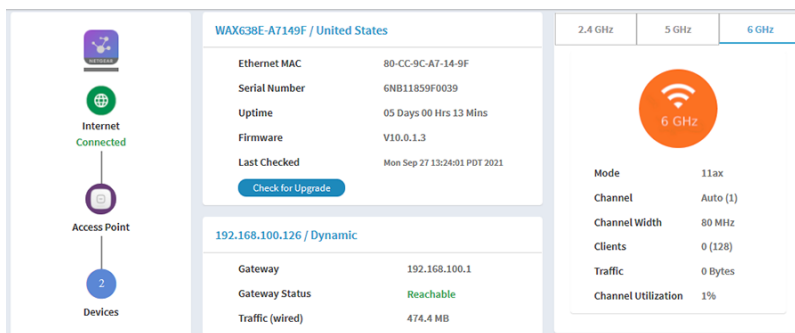 NETGEAR
Internet
Connected
Access Point
2
Devices
WAX638E-A7149F / United States
Ethernet MAC 80-CC-9C-A7-14-9F
Serial Number 6NB11859F0039
Uptime 05 Days 00 Hrs 13 Mins
Firmware V10.0.1.3
Last Checked Mon Sep 27 13:24:01 PDT 2021
Check for Upgrade
192.168.100.126 / Dynamic
Gateway 192.168.100.1
Gateway Status Reachable
Traffic (wired) 474.4 MB
2.4 GHz 5 GHz 6 GHz
6 GHz
Mode 11ax
Channel Auto (1)
Channel Width 80 MHz
Clients 0 (128)
Traffic 0 Bytes
Channel Utilization 1%